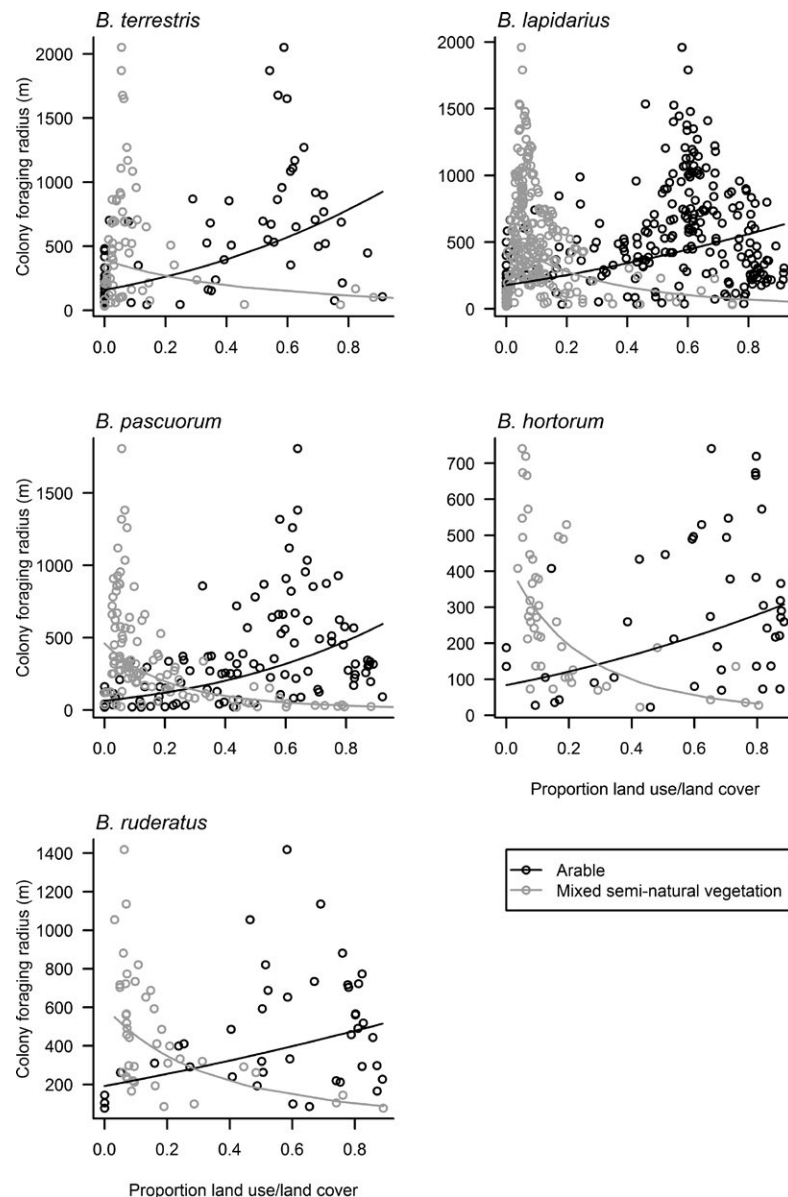 B. terrestris
Colony foraging radius (m)
2000
1500
1000
500
0
0.0 0.2 0.4 0.6 0.8
B. lapidarius
2000
1500
1000
500
0
0.0 0.2 0.4 0.6 0.8
B. pascuorum
Colony foraging radius (m)
1500
1000
500
0
0.0 0.2 0.4 0.6 0.8
B. hortorum
700
600
500
400
300
200
100
0
0.0 0.2 0.4 0.6 0.8
Proportion land use/land cover
B. ruderatus
Colony foraging radius (m)
1400
1200
1000
800
600
400
200
0.0 0.2 0.4 0.6 0.8
Proportion land use/land cover
Arable
Mixed semi-natural vegetation